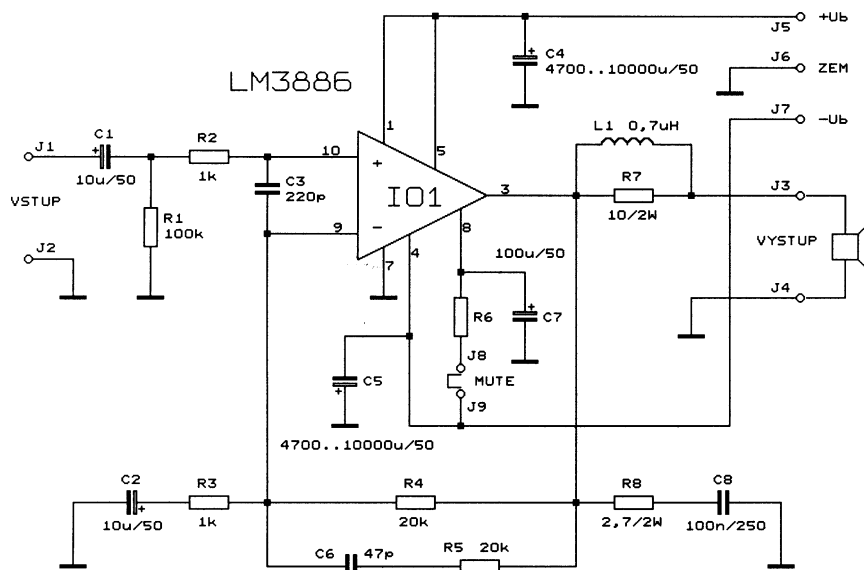 +Ub
J5
C4
+
4700..10000u/50
J6
ZEM
J7
-Ub
LM3886
1
5
L1 0,7uH
J1
C1
+
10u/50
R2
1k
10
+
IO1
3
C3
220p
R7
10/2W
J3
VSTUP
R1
100k
9
-
8
4
7
100u/50
+
VYSTUP
J2
J4
R6
C7
J8
MUTE
J9
C5
+
4700..10000u/50
C2
+
10u/50
R3
1k
R4
20k
R8
2,7/2W
C8
100n/250
C6
47p
R5
20k